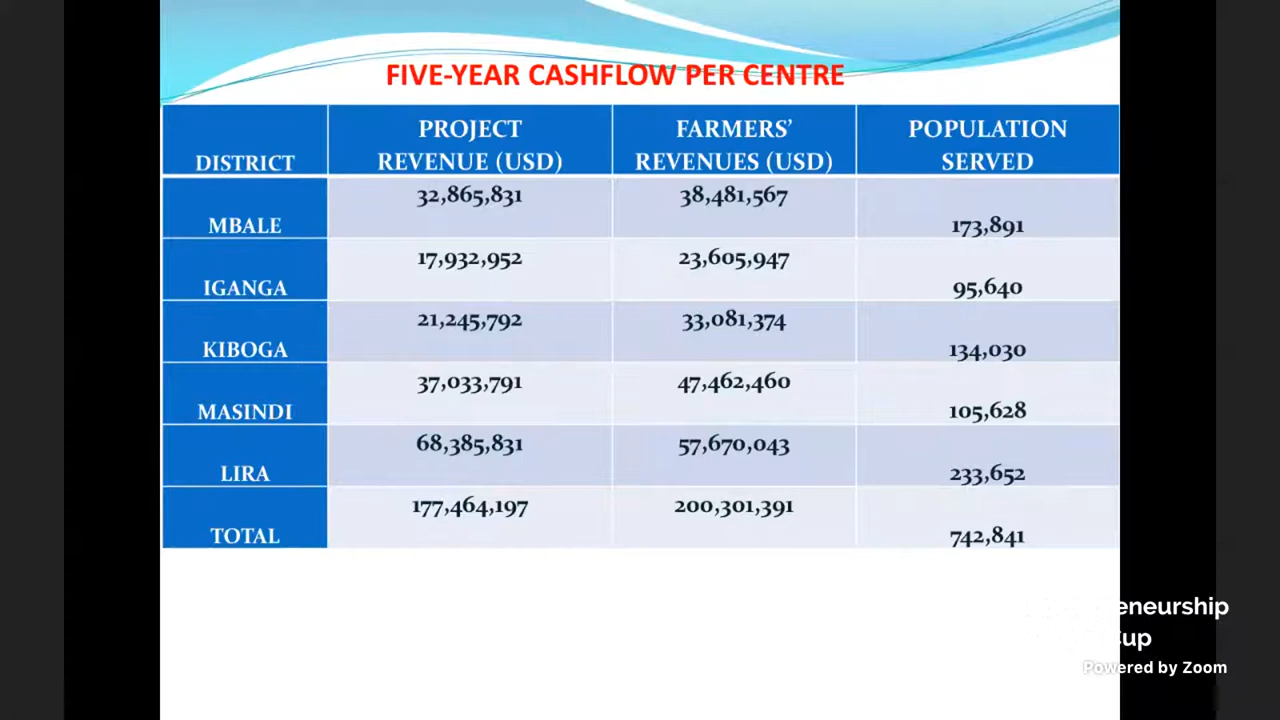 FIVE-YEAR CASHFLOW PER CENTRE
DISTRICT PROJECT REVENUE (USD) FARMERS' REVENUES (USD) POPULATION SERVED
MBALE 32,865,831 38,481,567 173,891
IGANGA 17,932,952 23,605,947 95,640
KIBOGA 21,245,792 33,081,374 134,030
MASINDI 37,033,791 47,462,460 105,628
LIRA 68,385,831 57,670,043 233,652
TOTAL 177,464,197 200,301,391 742,841
eneurship
up
Powered by Zoom